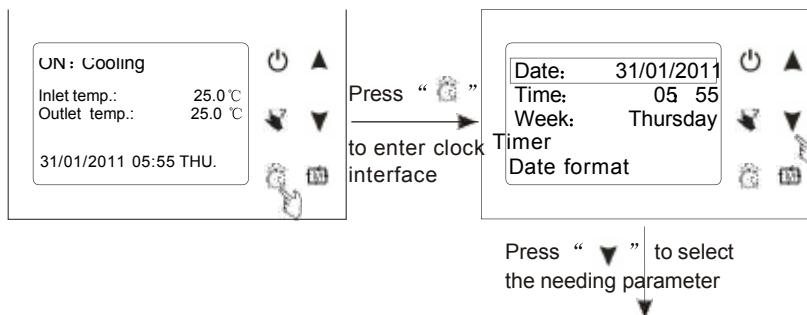 ON: Cooling
Inlet temp.: 25.0 ℃
Outlet temp.: 25.0 ℃
31/01/2011 05:55 THU.
Press “ ”
to enter clock
interface
Date: 31/01/2011
Time: 05: 55
Week: Thursday
Timer
Date format
Press “ ▼ ” to select
the needing parameter